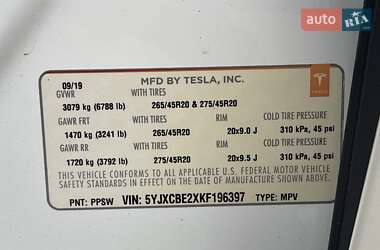 auto RIA
09/19 MFD BY TESLA, INC. TESLA
GVWR WITH TIRES
3079 kg (6788 lb) 265/45R20 & 275/45R20
GAWR FRT WITH TIRES RIM COLD TIRE PRESSURE
1470 kg (3241 lb) 265/45R20 20x9.0 J 310 kPa, 45 psi
GAWR RR WITH TIRES RIM COLD TIRE PRESSURE
1720 kg (3792 lb) 275/45R20 20x9.5 J 310 kPa, 45 psi
THIS VEHICLE CONFORMS TO ALL APPLICABLE U.S. FEDERAL MOTOR VEHICLE
SAFETY STANDARDS IN EFFECT ON THE DATE OF MANUFACTURE SHOWN ABOVE.
PNT: PPSW VIN: 5YJXCBE2XKF196397 TYPE: MPV